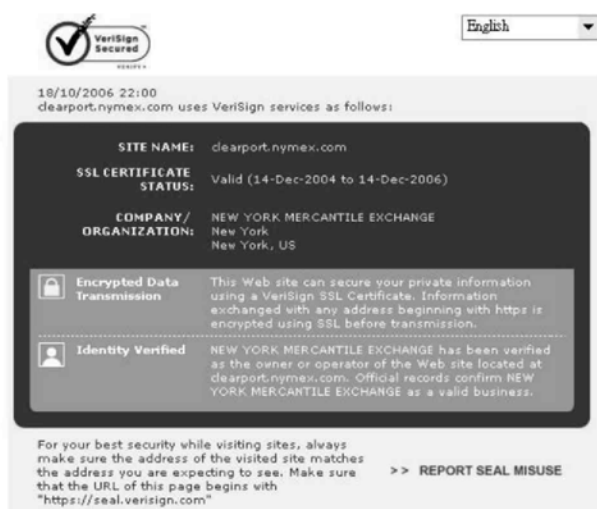 VeriSign
Secured
VERIFY
English
18/10/2006 22:00
clearport.nymex.com uses VeriSign services as follows:
SITE NAME: clearport.nymex.com
SSL CERTIFICATE
STATUS: Valid (14-Dec-2004 to 14-Dec-2006)
COMPANY/
ORGANIZATION: NEW YORK MERCANTILE EXCHANGE
New York
New York, US
Encrypted Data
Transmission
This Web site can secure your private information
using a VeriSign SSL Certificate. Information
exchanged with any address beginning with https is
encrypted using SSL before transmission.
Identity Verified
NEW YORK MERCANTILE EXCHANGE has been verified
as the owner or operator of the Web site located at
clearport.nymex.com. Official records confirm NEW
YORK MERCANTILE EXCHANGE as a valid business.
For your best security while visiting sites, always
make sure the address of the visited site matches
the address you are expecting to see. Make sure
that the URL of this page begins with
"https://seal.verisign.com"
>> REPORT SEAL MISUSE